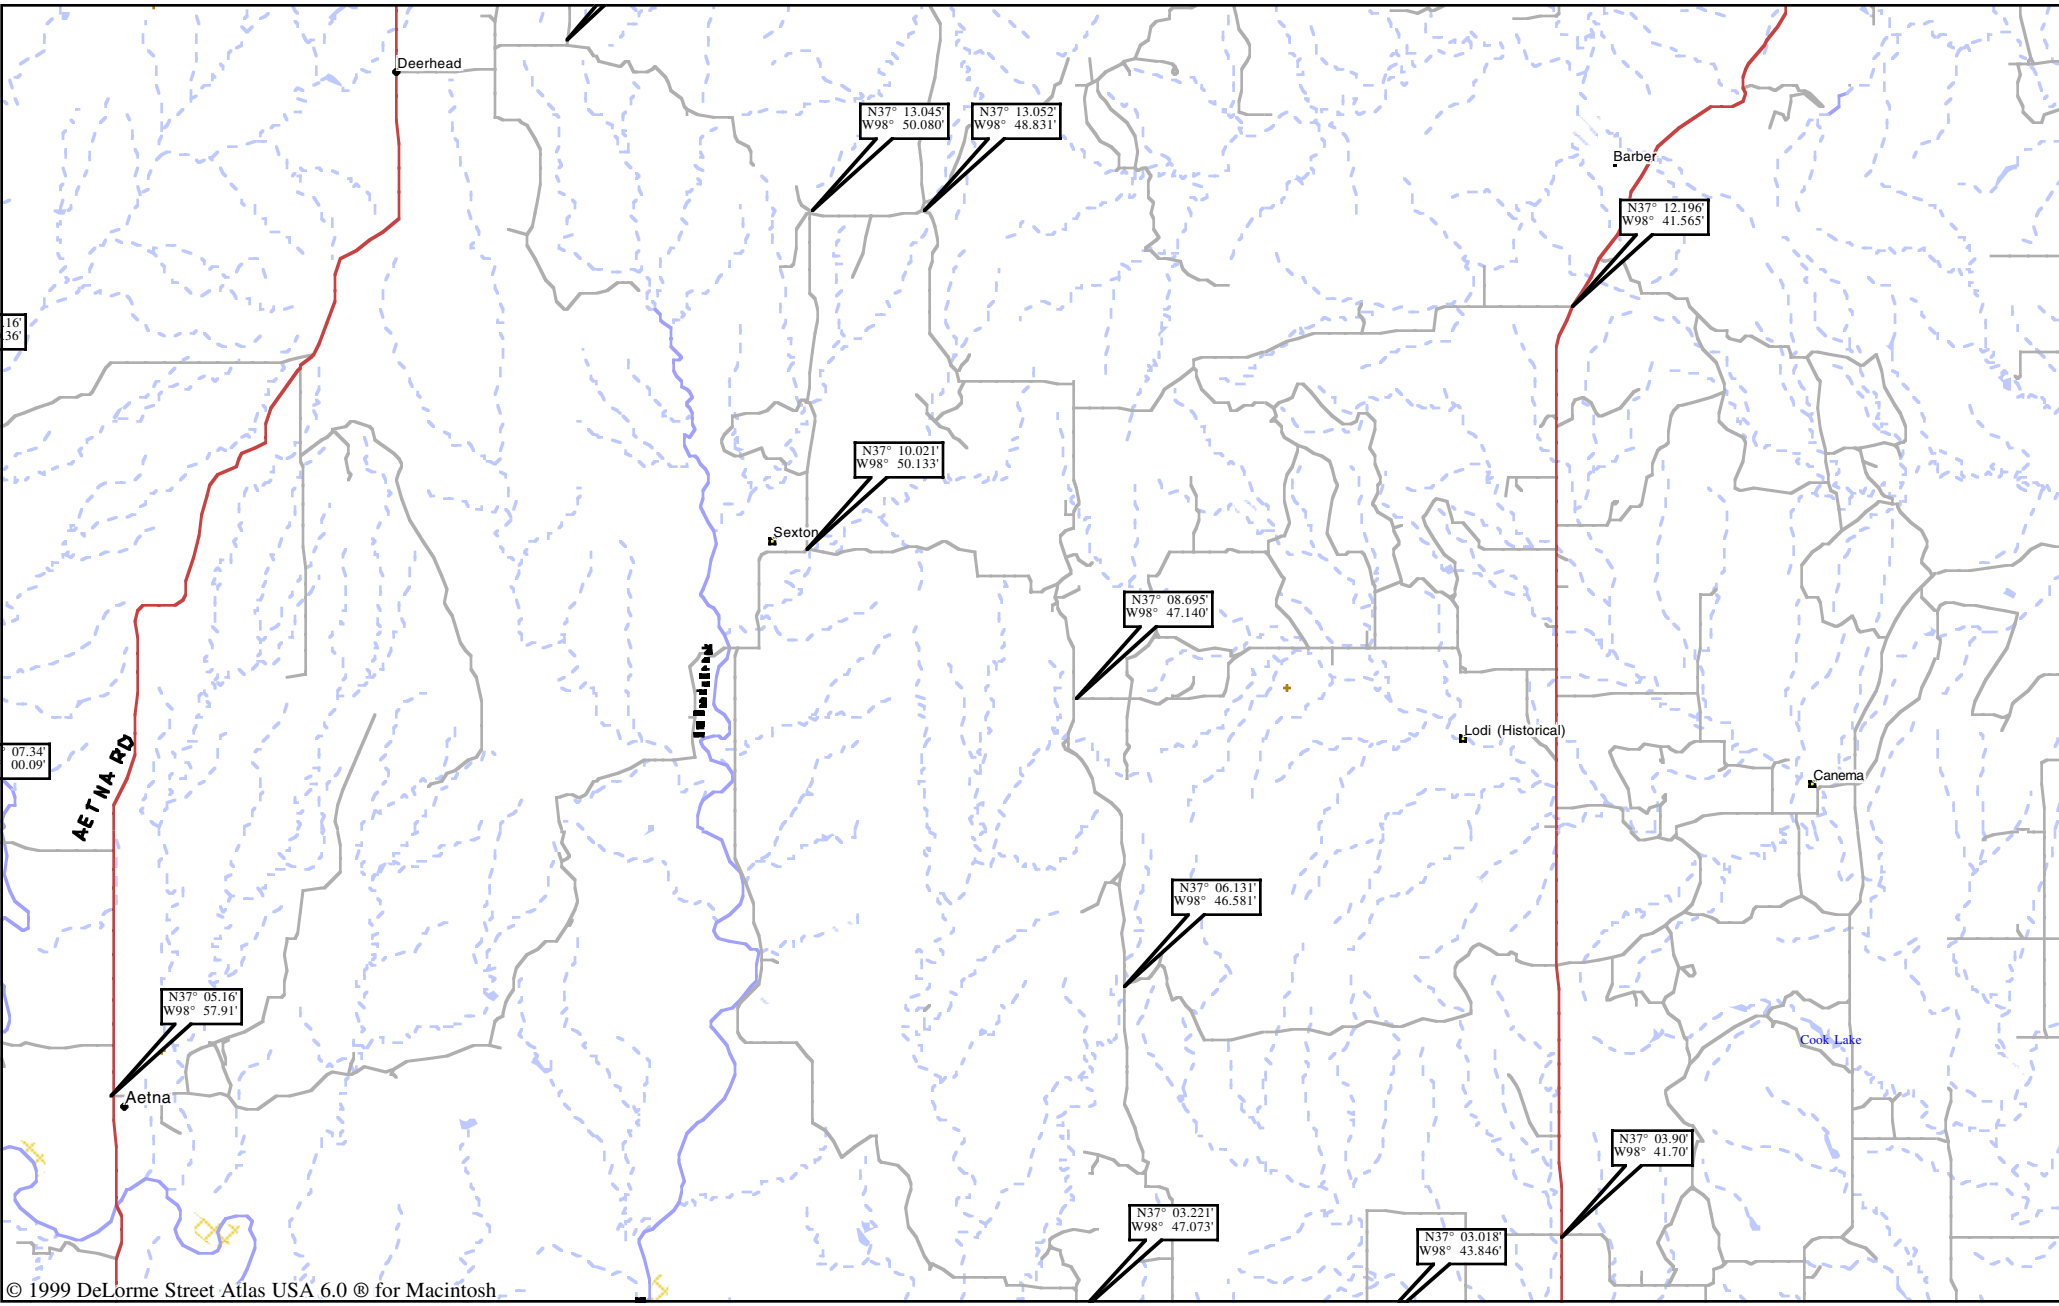 Deerhead
N37° 13.045'
W98° 50.080'
N37° 13.052'
W98° 48.831'
Barber
N37° 12.196'
W98° 41.565'
.16'
.36'
N37° 10.021'
W98° 50.133'
Sexton
N37° 08.695'
W98° 47.140'
Lodi (Historical)
° 07.34'
00.09'
AETNA RD
Canema
N37° 06.131'
W98° 46.581'
N37° 05.16'
W98° 57.91'
Cook Lake
Aetna
N37° 03.90'
W98° 41.70'
N37° 03.221'
W98° 47.073'
N37° 03.018'
W98° 43.846'
© 1999 DeLorme Street Atlas USA 6.0 ® for Macintosh